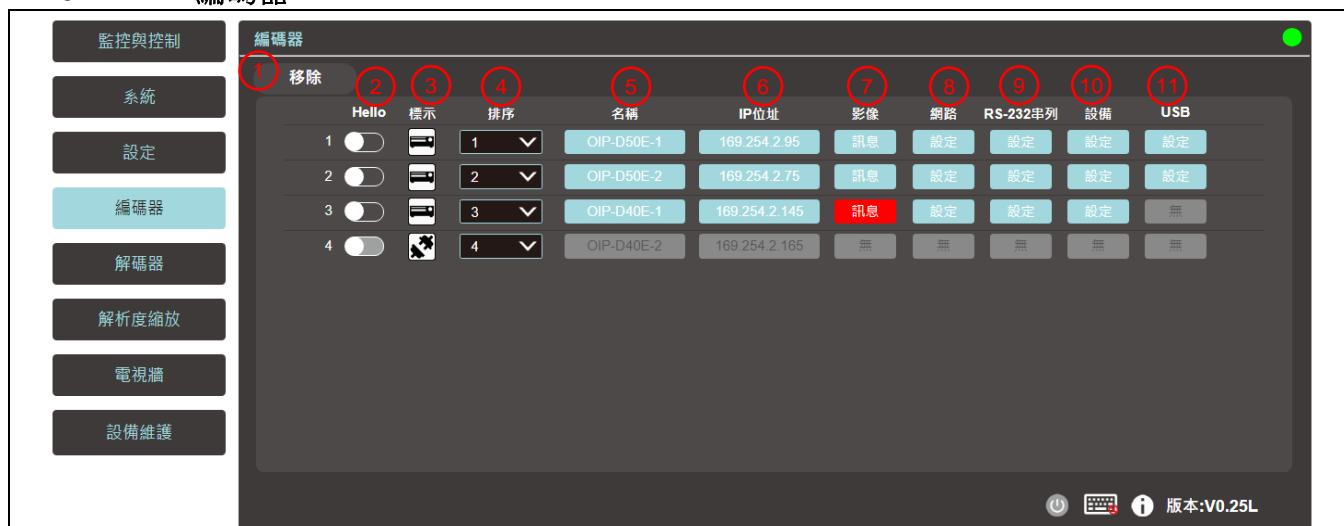 編碼器
監控與控制
系統
設定
編碼器
解碼器
解析度縮放
電視牆
設備維護
編碼器
1 移除
2 3 4 5 6 7 8 9 10 11
Hello 標示 排序 名稱 IP位址 影像 網路 RS-232串列 設備 USB
1 1 OIP-D50E-1 169.254.2.95 訊息 設定 設定 設定 設定
2 2 OIP-D50E-2 169.254.2.75 訊息 設定 設定 設定 設定
3 3 OIP-D40E-1 169.254.2.145 訊息 設定 設定 設定 無
4 4 OIP-D40E-2 169.254.2.165 無 無 無 無 無
版本:V0.25L